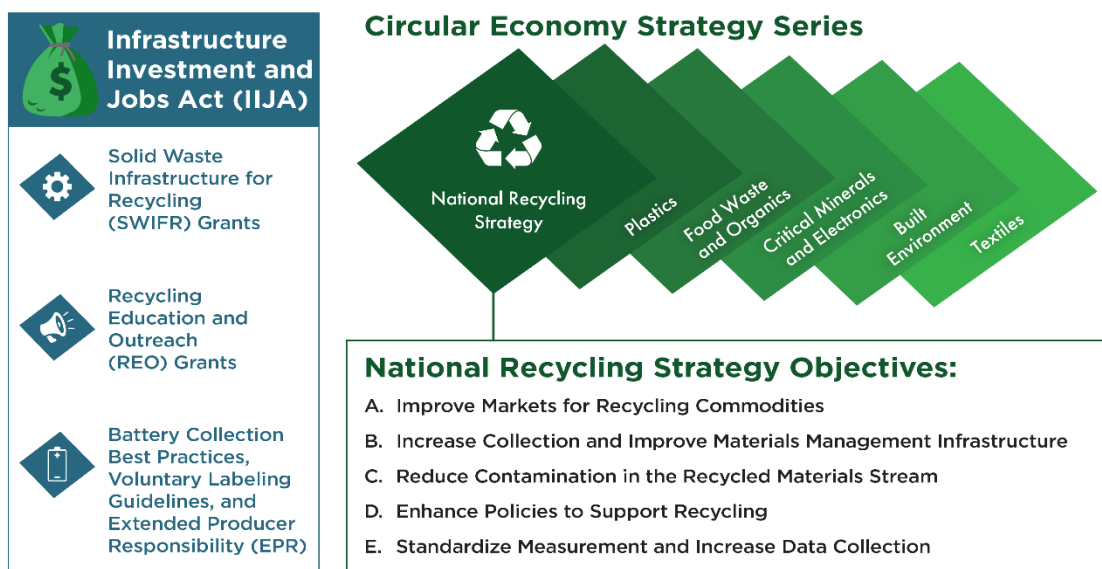 Infrastructure
Investment and
Jobs Act (IIJA)
$
Solid Waste
Infrastructure for
Recycling
(SWIFR) Grants
Recycling
Education and
Outreach
(REO) Grants
Battery Collection
Best Practices,
Voluntary Labeling
Guidelines, and
Extended Producer
Responsibility (EPR)
Circular Economy Strategy Series
National Recycling
Strategy
Plastics
Food Waste
and Organics
Critical Minerals
and Electronics
Built
Environment
Textiles
National Recycling Strategy Objectives:
A. Improve Markets for Recycling Commodities
B. Increase Collection and Improve Materials Management Infrastructure
C. Reduce Contamination in the Recycled Materials Stream
D. Enhance Policies to Support Recycling
E. Standardize Measurement and Increase Data Collection